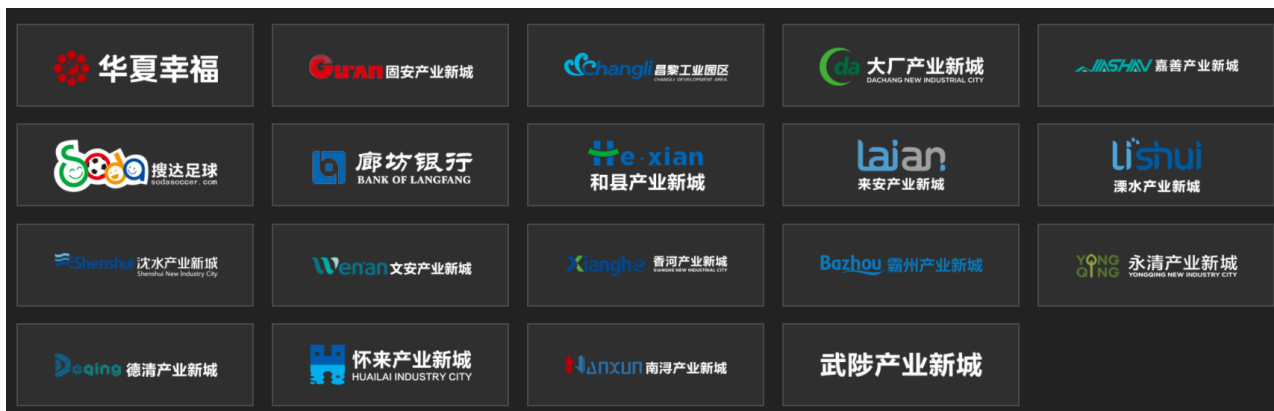 华夏幸福
Gu'An 固安产业新城
Changli 昌黎工业园区
CHANGLI DEVELOPMENT AREA
da 大厂产业新城
DACHANG NEW INDUSTRIAL CITY
JIASHAN 嘉善产业新城
Soda 搜达足球
sodasoccer.com
廊坊银行
BANK OF LANGFANG
He·xian
和县产业新城
laian
来安产业新城
lishui
溧水产业新城
Shenshui 沈水产业新城
Shenshui New Industry City
Wenan 文安产业新城
Xianghe 香河产业新城
XIANGHE NEW INDUSTRIAL CITY
Bazhou 霸州产业新城
YONG
QING
永清产业新城
YONGQING NEW INDUSTRY CITY
Deqing 德清产业新城
怀来产业新城
HUAILAI INDUSTRY CITY
NANXUN 南浔产业新城
武陟产业新城